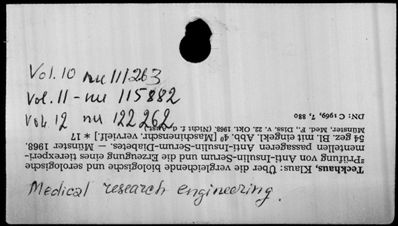 Vol. 10 nu 111263
Vol. 11 - nu 115882
Vol. 12 nu 122262
Medical research engineering.
Teckhaus, Klaus: Über die vergleichende biologische und serologische
Prüfung von Anti-Insulin-Serum und die Erzeugung eines tierexperi-
mentellen passageren Anti-Insulin-Serum-Diabetes. — Münster 1968.
54 gez. Bl. mit eingekl. Abb. 4° [Maschinenschr. vervielf.] * 17
Münster, Med. F., Diss. v. 22. Okt. 1968. (Nicht f. d.
DN: C 1969, 7, 880